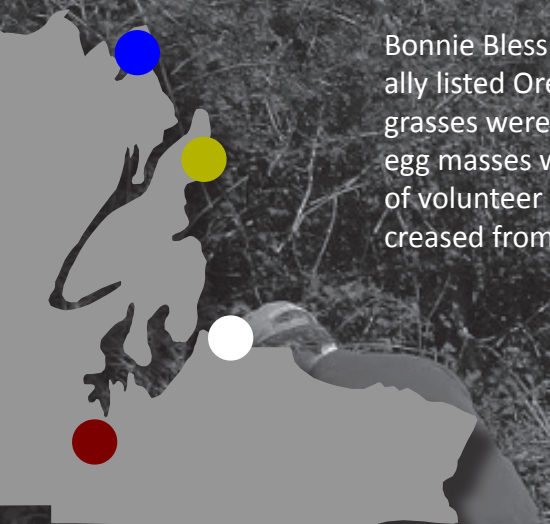 Bonnie Bless
ally listed Ore
grasses were
egg masses w
of volunteer
creased from